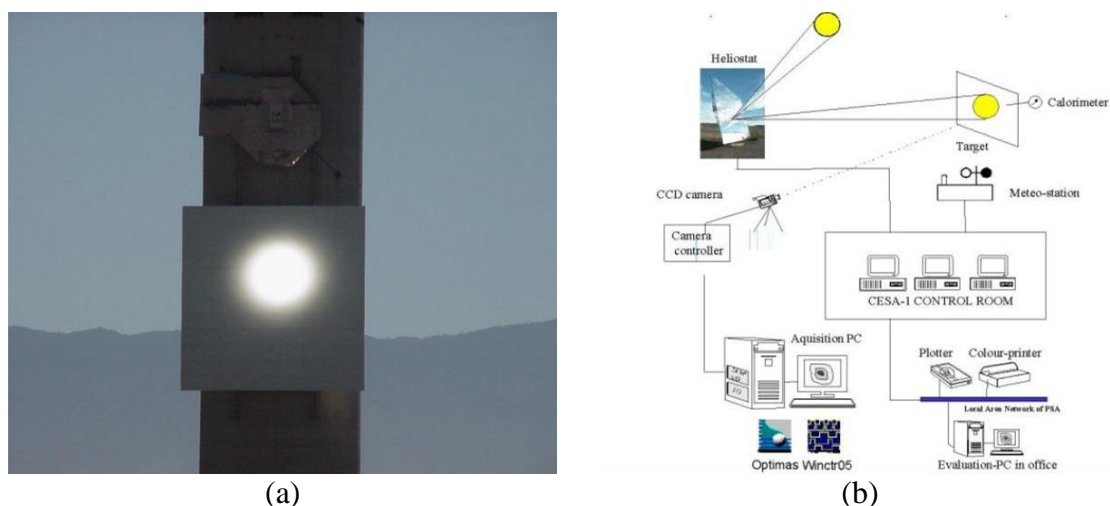 Heliostat
Calorimeter
Target
CCD camera
Meteo-station
Camera
controller
CESA-1 CONTROL ROOM
Aquisition PC
Plotter
Colour-printer
Local Area Network of PSA
Optimas Winctr05
Evaluation-PC in office
(a)
(b)